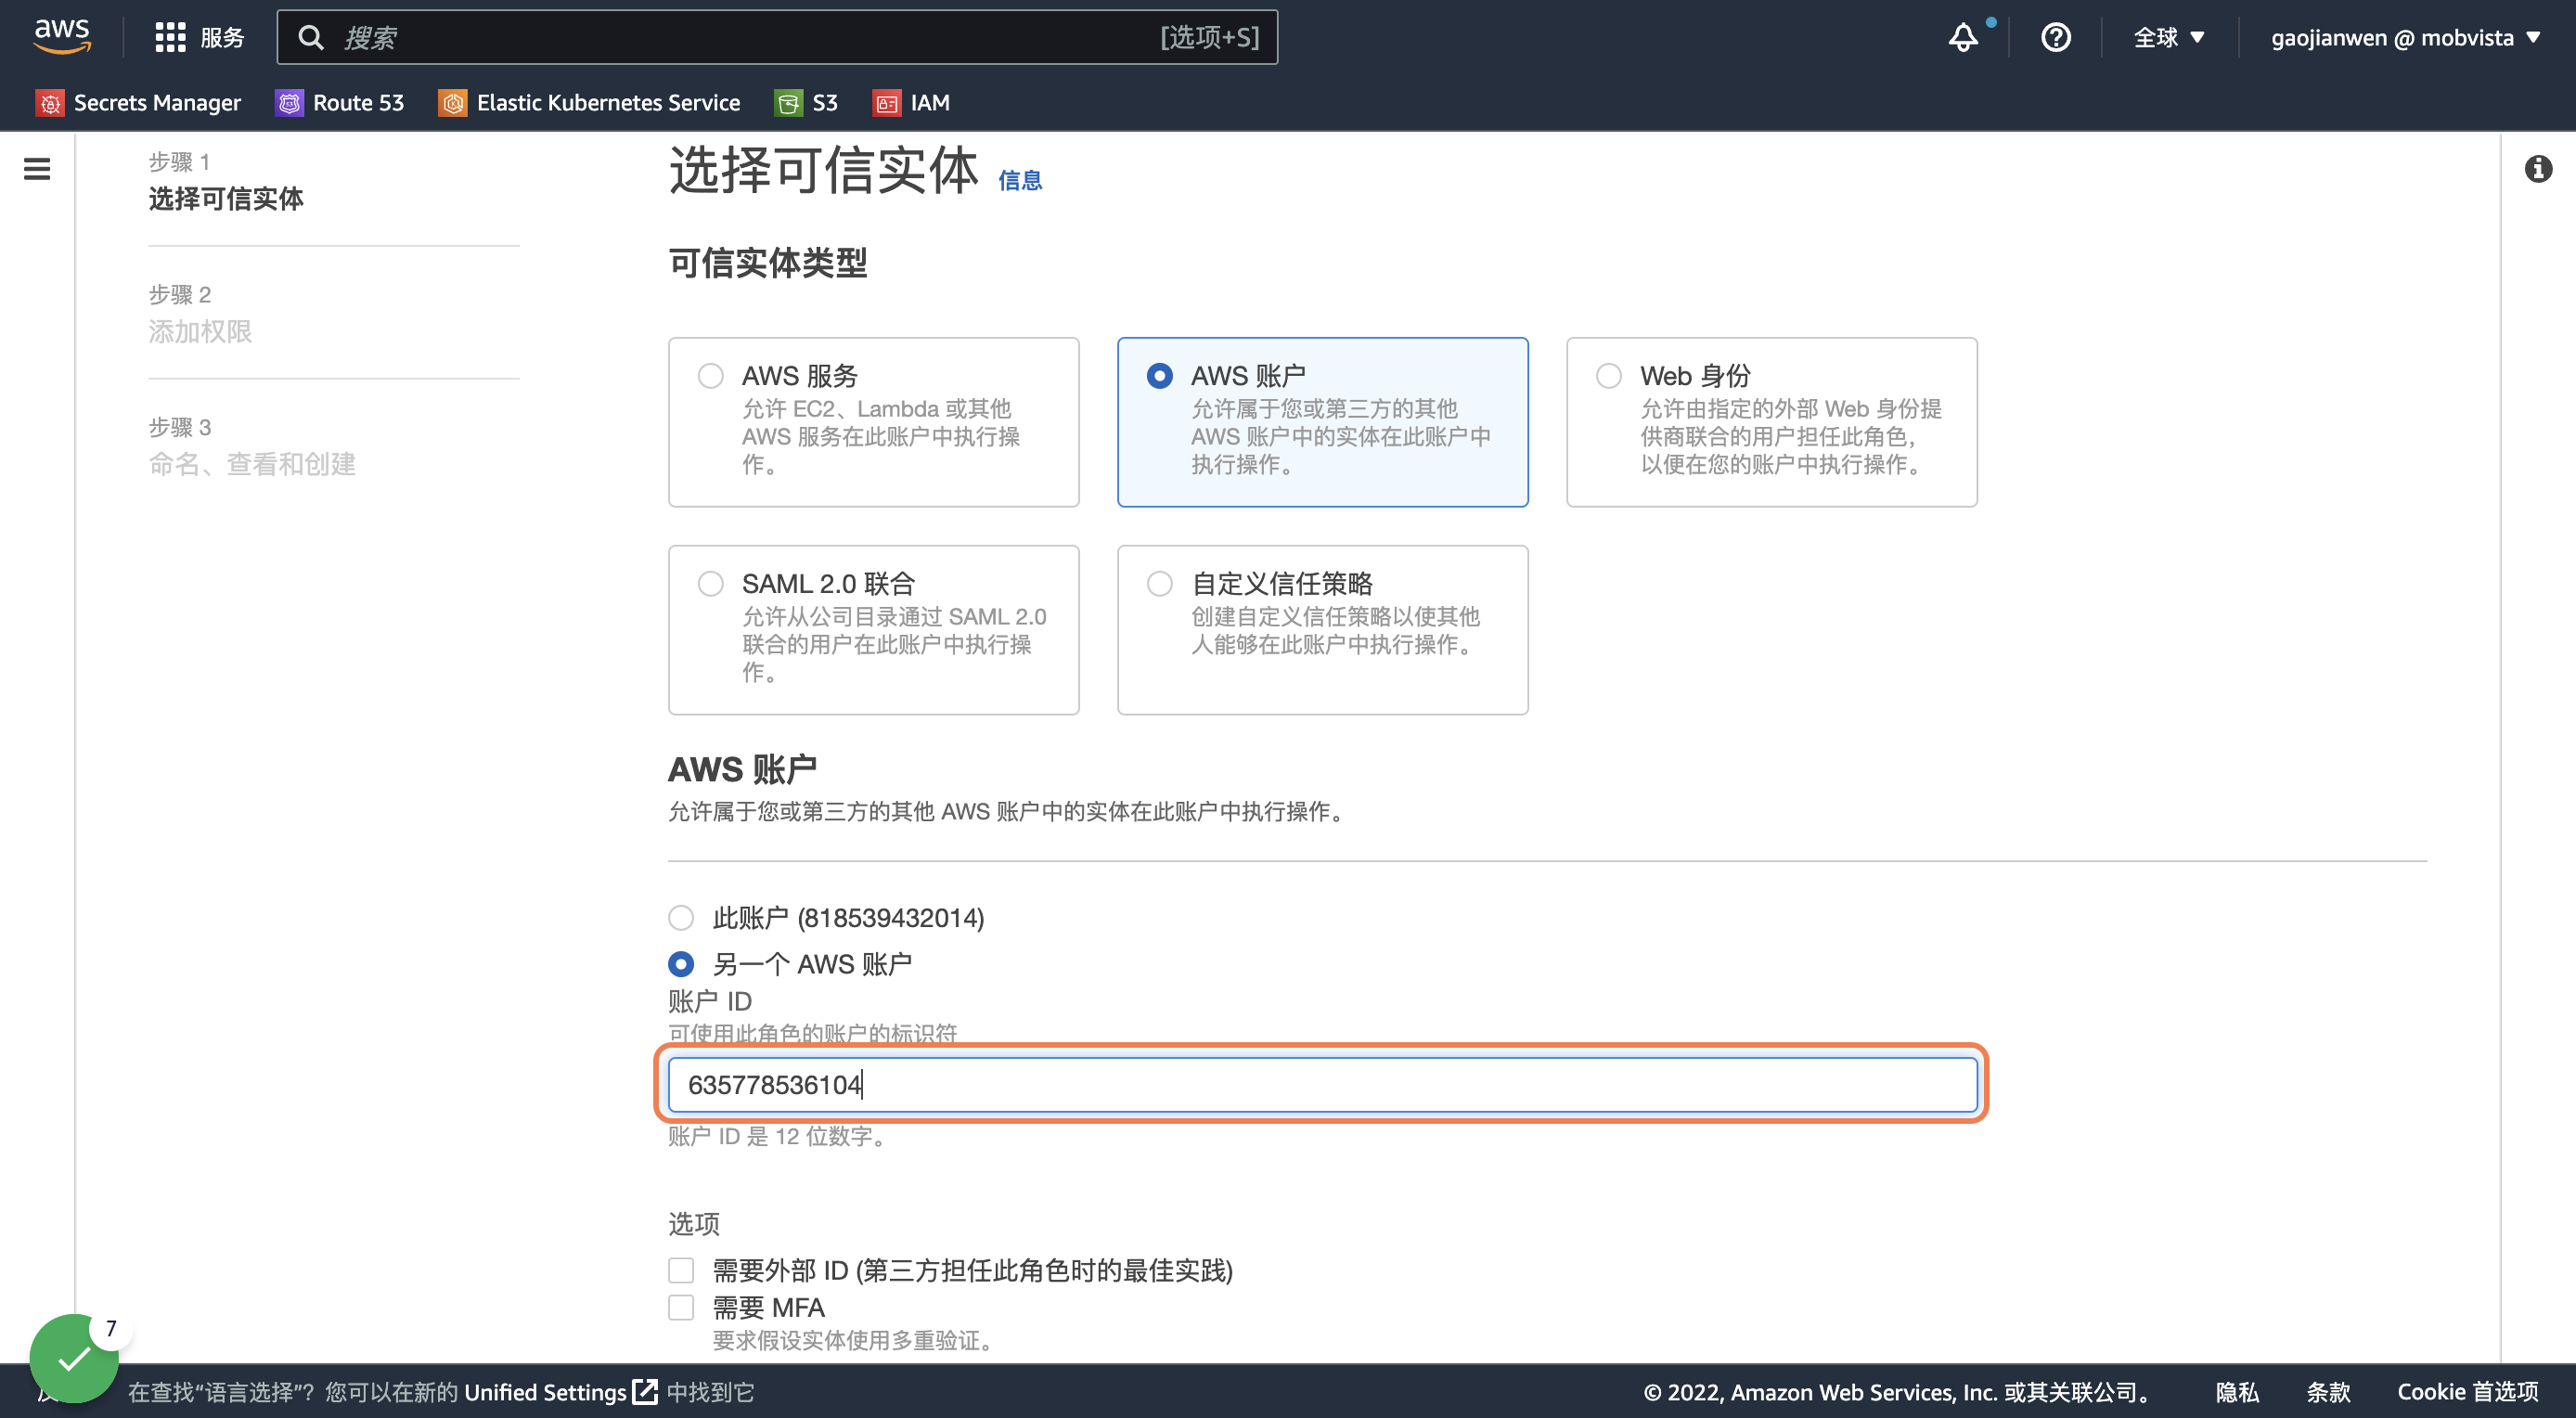 aws
服务
搜索
[选项+S]
全球
gaojianwen @ mobvista
Secrets Manager
Route 53
Elastic Kubernetes Service
S3
IAM
步骤 1
选择可信实体
步骤 2
添加权限
步骤 3
命名、查看和创建
选择可信实体 信息
可信实体类型
AWS 服务
允许 EC2、Lambda 或其他
AWS 服务在此账户中执行操
作。
AWS 账户
允许属于您或第三方的其他
AWS 账户中的实体在此账户中
执行操作。
Web 身份
允许由指定的外部 Web 身份提
供商联合的用户担任此角色，
以便在您的账户中执行操作。
SAML 2.0 联合
允许从公司目录通过 SAML 2.0
联合的用户在此账户中执行操
作。
自定义信任策略
创建自定义信任策略以使其他
人能够在此账户中执行操作。
AWS 账户
允许属于您或第三方的其他 AWS 账户中的实体在此账户中执行操作。
此账户 (818539432014)
另一个 AWS 账户
账户 ID
可使用此角色的账户的标识符
635778536104
账户 ID 是 12 位数字。
选项
需要外部 ID (第三方担任此角色时的最佳实践)
需要 MFA
要求假设实体使用多重验证。
7
在查找“语言选择”？您可以在新的 Unified Settings 中找到它
© 2022, Amazon Web Services, Inc. 或其关联公司。
隐私
条款
Cookie 首选项